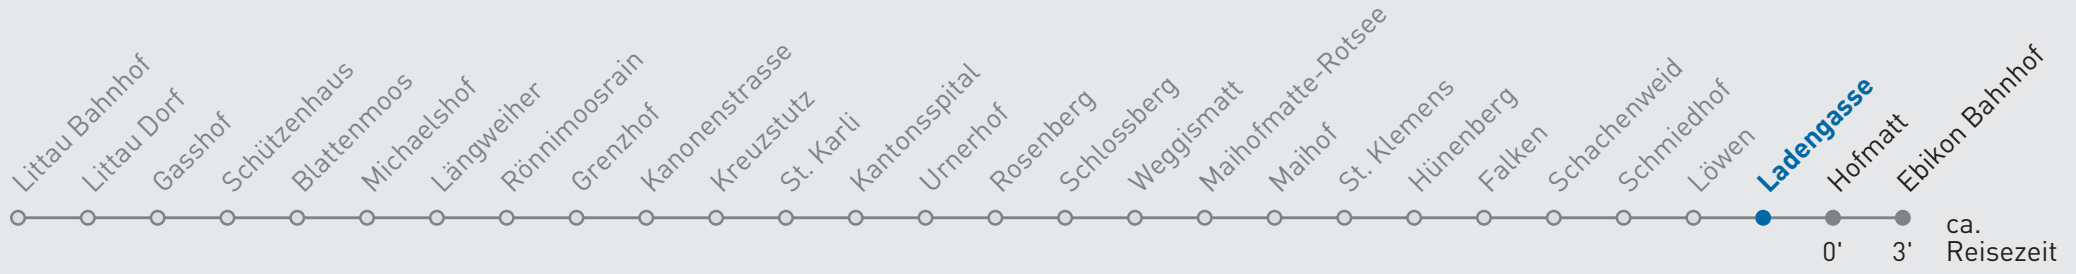 Littau Bahnhof
Littau Dorf
Gasshof
Schützenhaus
Blattenmoos
Michaelshof
Längweiher
Rönnimoosrain
Grenzhof
Kanonenstrasse
Kreuzstutz
St. Karli
Kantonsspital
Urnerhof
Rosenberg
Schlossberg
Weggismatt
Maihofmatte-Rotsee
Maihof
St. Klemens
Hünenberg
Falken
Schachenweid
Schmiedhof
Löwen
Ladengasse
Hofmatt
Ebikon Bahnhof
ca.
0' 3' Reisezeit